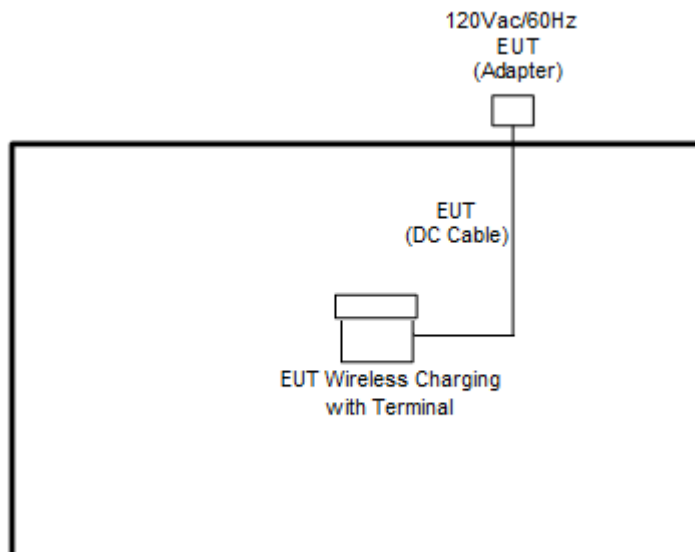 120Vac/60Hz
EUT
(Adapter)
EUT
(DC Cable)
EUT Wireless Charging
with Terminal